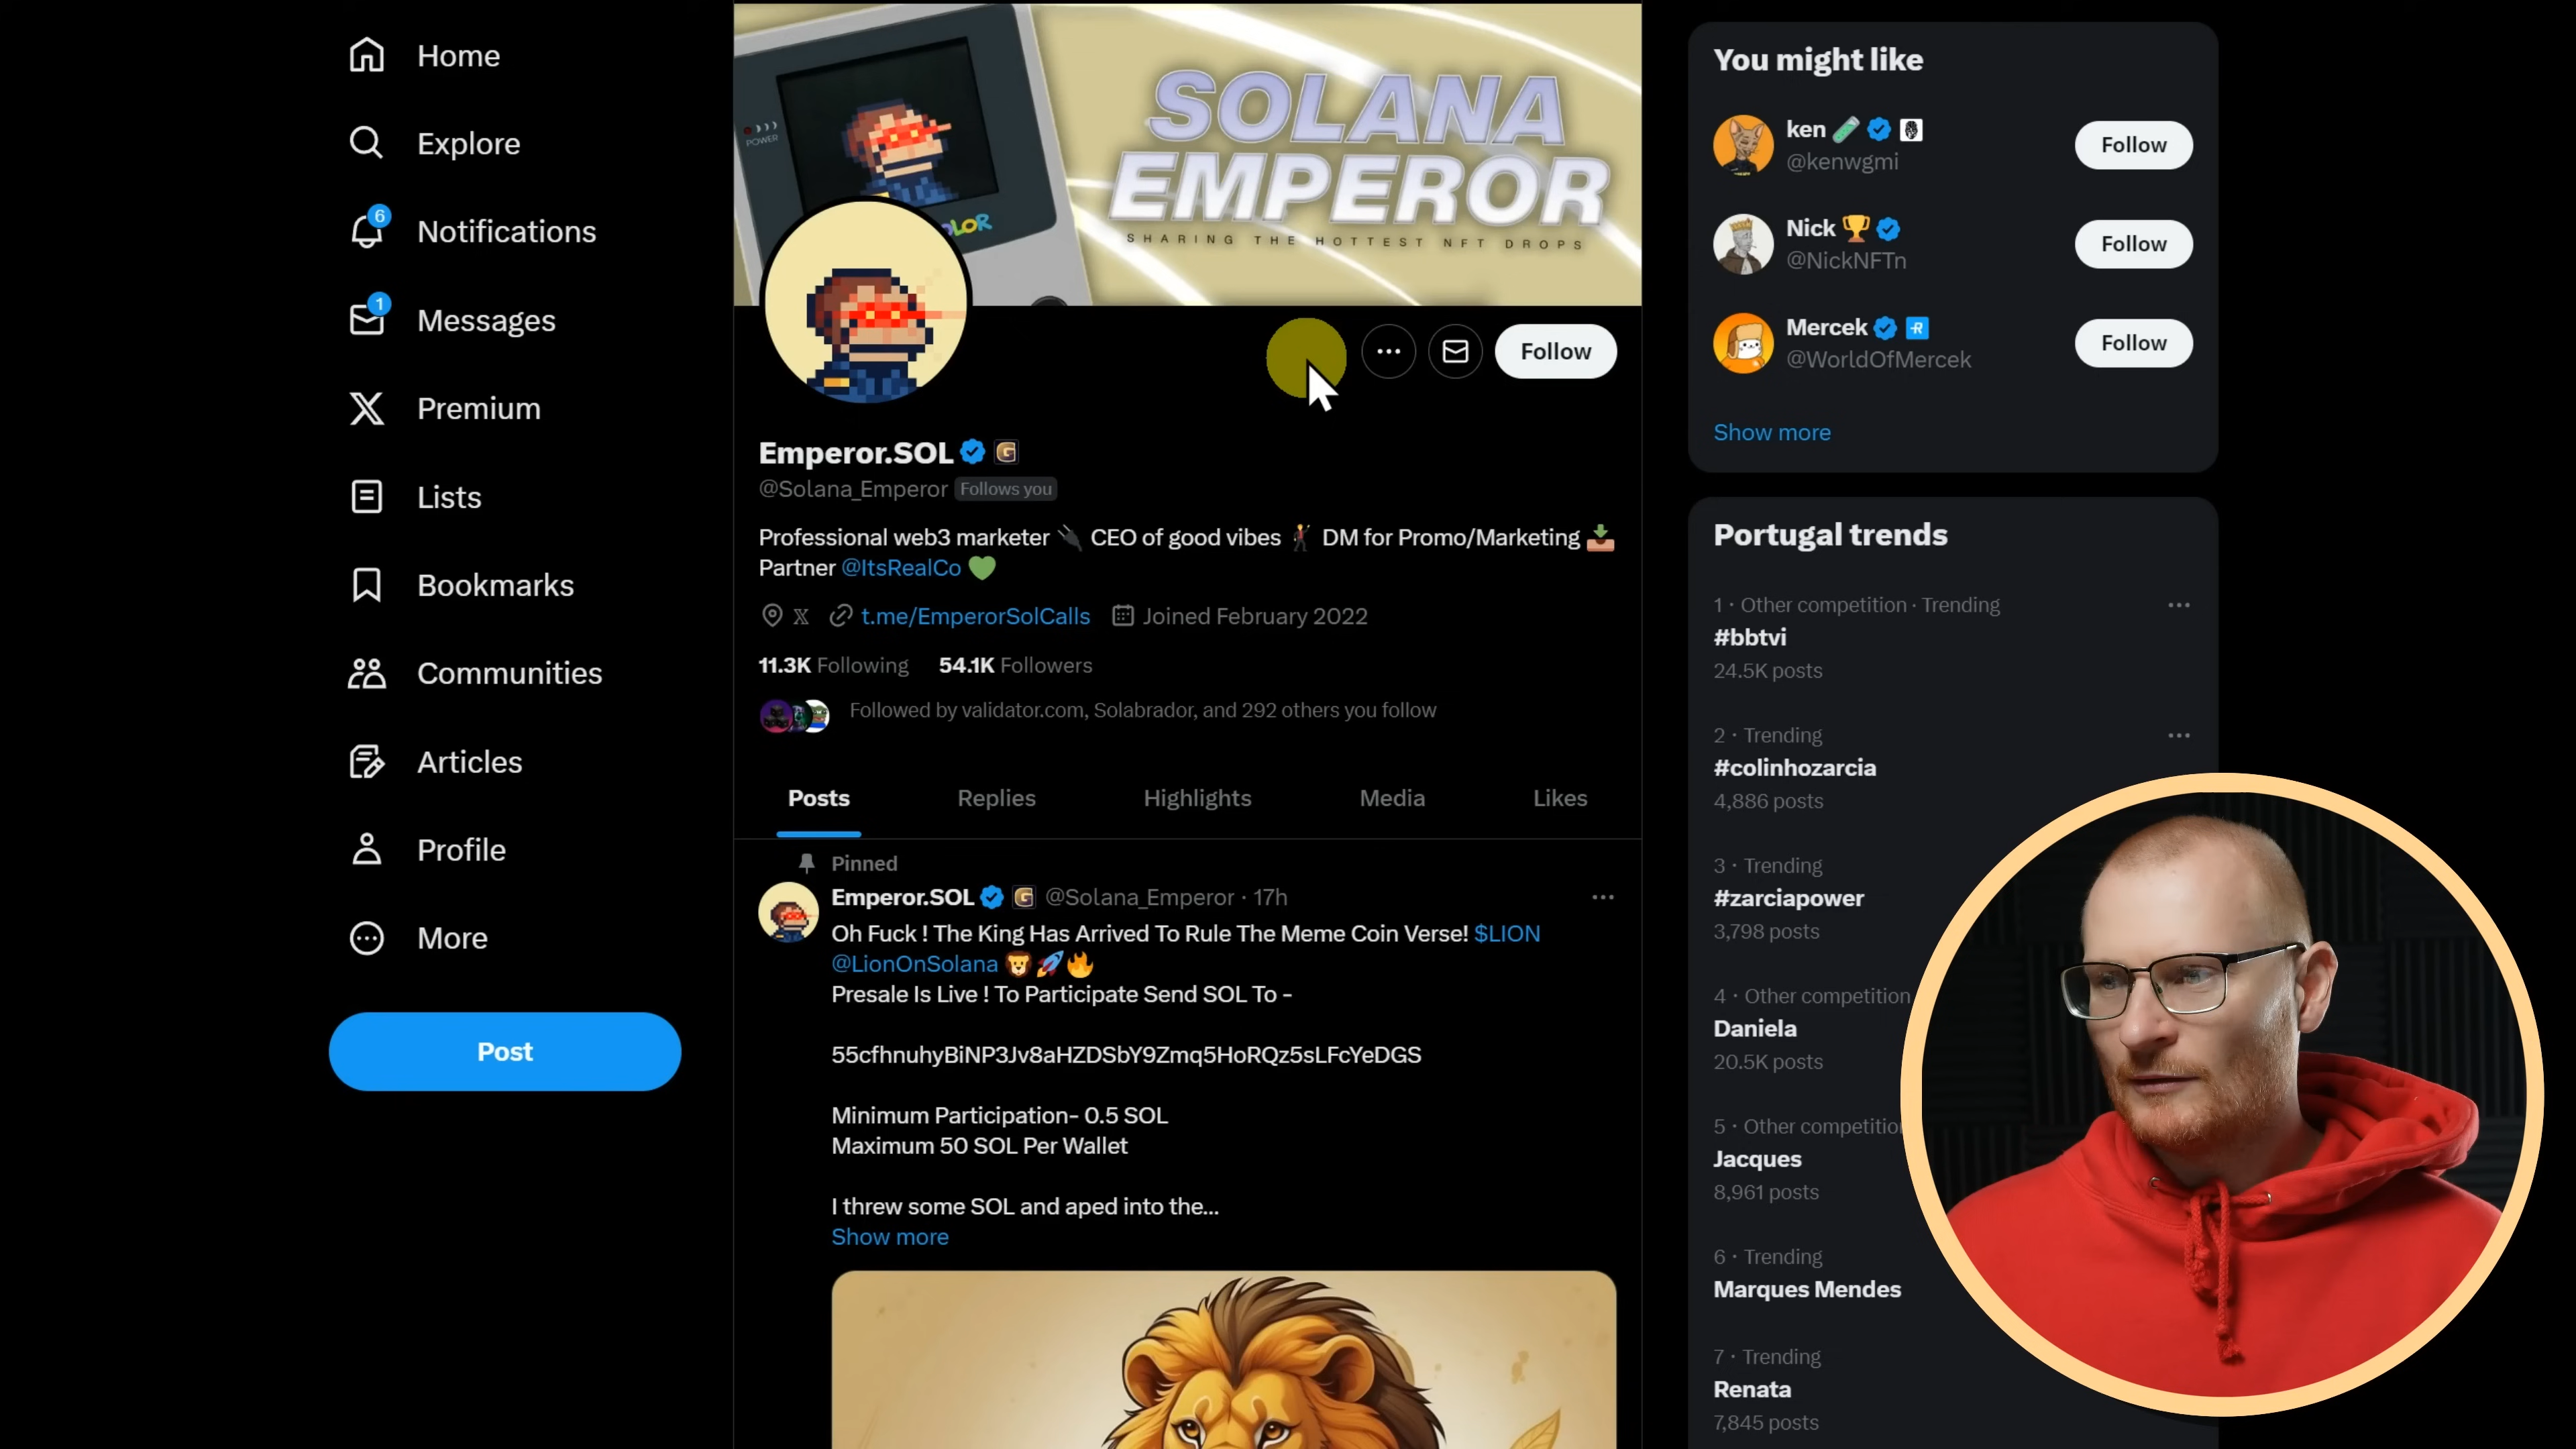 Home
Explore
6
Notifications
1
Messages
Premium
Lists
Bookmarks
Communities
Articles
Profile
More
Post
POWER
COLOR
SOLANA
EMPEROR
SHARING THE HOTTEST NFT DROPS
Follow
Emperor.SOL
@Solana_Emperor Follows you
Professional web3 marketer 🔌 CEO of good vibes 🕺 DM for Promo/Marketing 📥
Partner @ItsRealCo 💚
𝕏 t.me/EmperorSolCalls Joined February 2022
11.3K Following 54.1K Followers
Followed by validator.com, Solabrador, and 292 others you follow
Posts Replies Highlights Media Likes
Pinned
Emperor.SOL @Solana_Emperor · 17h
Oh Fuck ! The King Has Arrived To Rule The Meme Coin Verse! $LION
@LionOnSolana 🦁🚀🔥
Presale Is Live ! To Participate Send SOL To -
55cfhnuhyBiNP3Jv8aHZDSbY9Zmq5HoRQz5sLFcYeDGS
Minimum Participation- 0.5 SOL
Maximum 50 SOL Per Wallet
I threw some SOL and aped into the...
Show more
You might like
ken 🧪
@kenwgmi
Follow
Nick 🏆
@NickNFTn
Follow
Mercek
@WorldOfMercek
Follow
Show more
Portugal trends
1 · Other competition · Trending
#bbtvi
24.5K posts
2 · Trending
#colinhozarcia
4,886 posts
3 · Trending
#zarciapower
3,798 posts
4 · Other competition
Daniela
20.5K posts
5 · Other competitio
Jacques
8,961 posts
6 · Trending
Marques Mendes
7 · Trending
Renata
7,845 posts